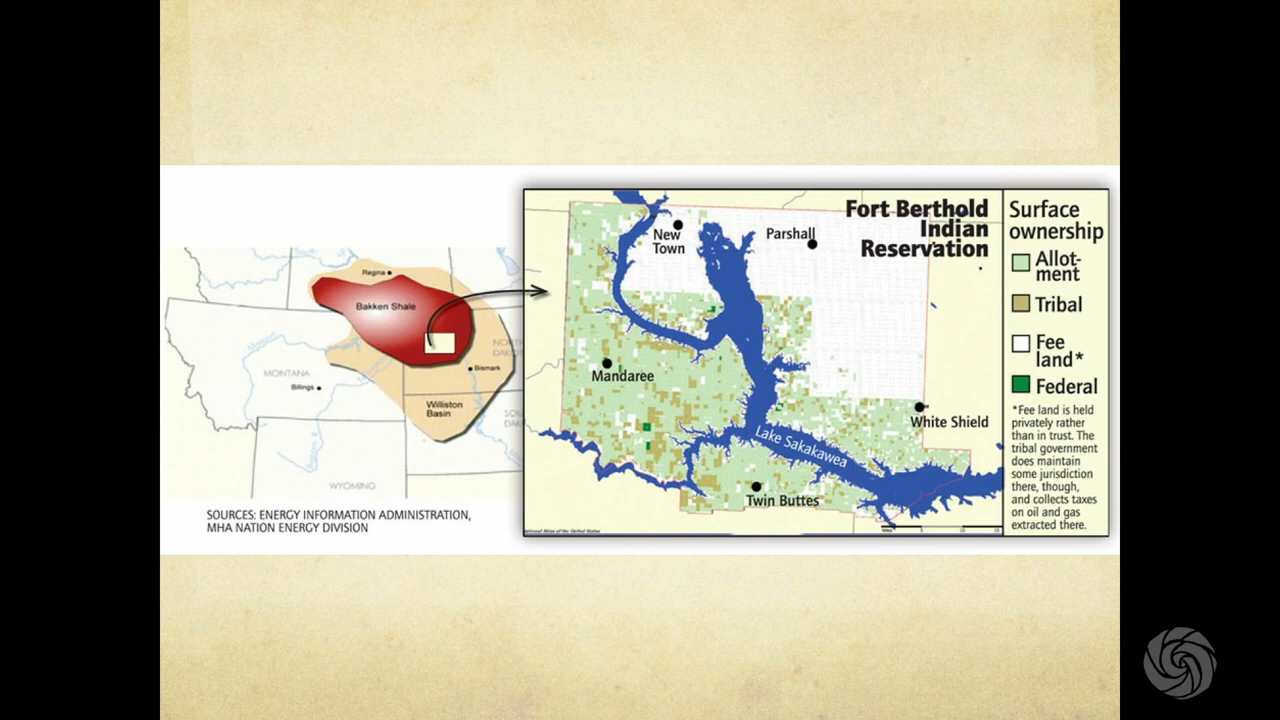 Regina
Bakken Shale
MONTANA
Billings
NORTH
DAKOTA
Bismark
Williston
Basin
WYOMING
SOURCES: ENERGY INFORMATION ADMINISTRATION,
MHA NATION ENERGY DIVISION
Fort Berthold
Indian
Reservation
New
Town
Parshall
Mandaree
White Shield
Lake Sakakawea
Twin Buttes
Surface
ownership
Allot-
ment
Tribal
Fee
land*
Federal
*Fee land is held
privately rather
than in trust. The
tribal government
does maintain
some jurisdiction
there, though,
and collects taxes
on oil and gas
extracted there.